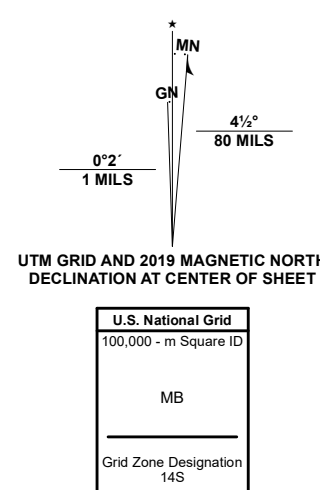 ★
MN
GN
4½°
80 MILS
0°2´
1 MILS
UTM GRID AND 2019 MAGNETIC NORTH
DECLINATION AT CENTER OF SHEET
U.S. National Grid
100,000 - m Square ID
MB
Grid Zone Designation
14S